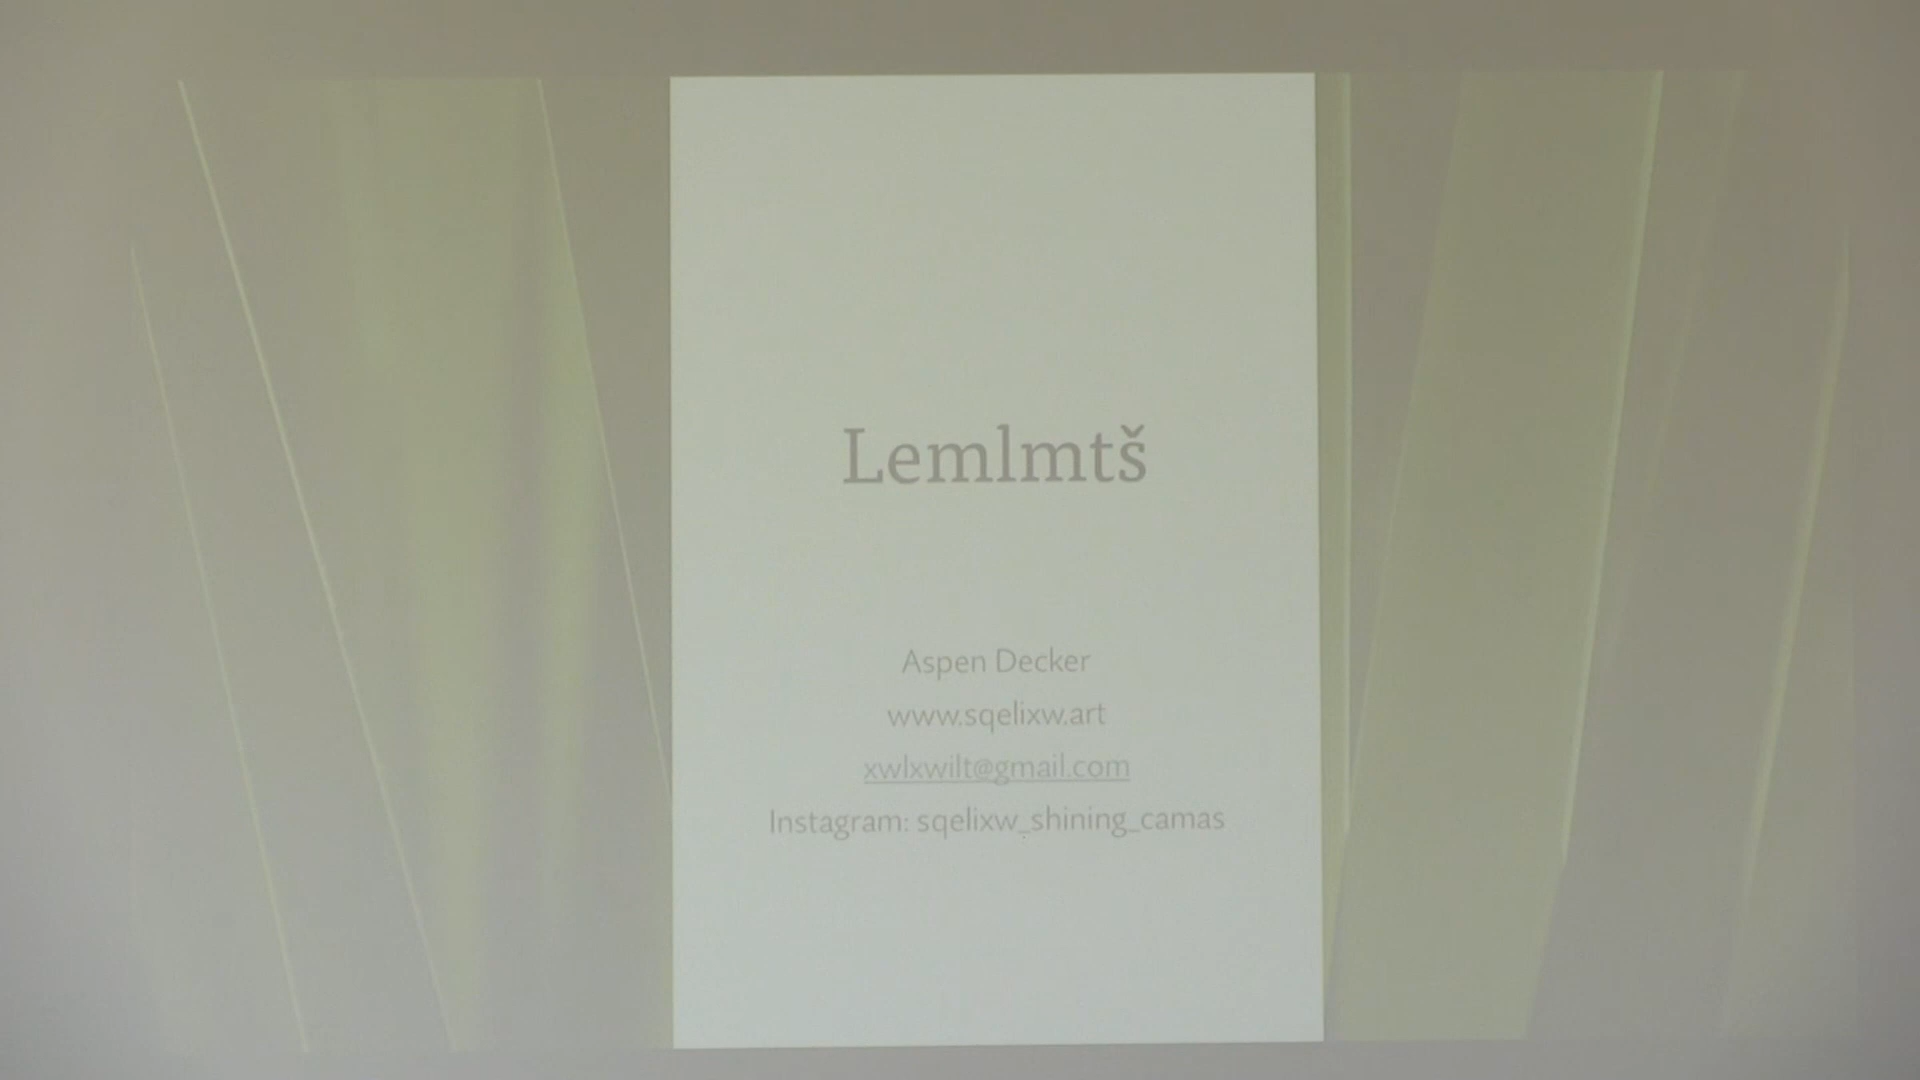 Lemlmtš
Aspen Decker
www.sqelixw.art
xwlxwilt@gmail.com
Instagram: sqelixw_shining_camas